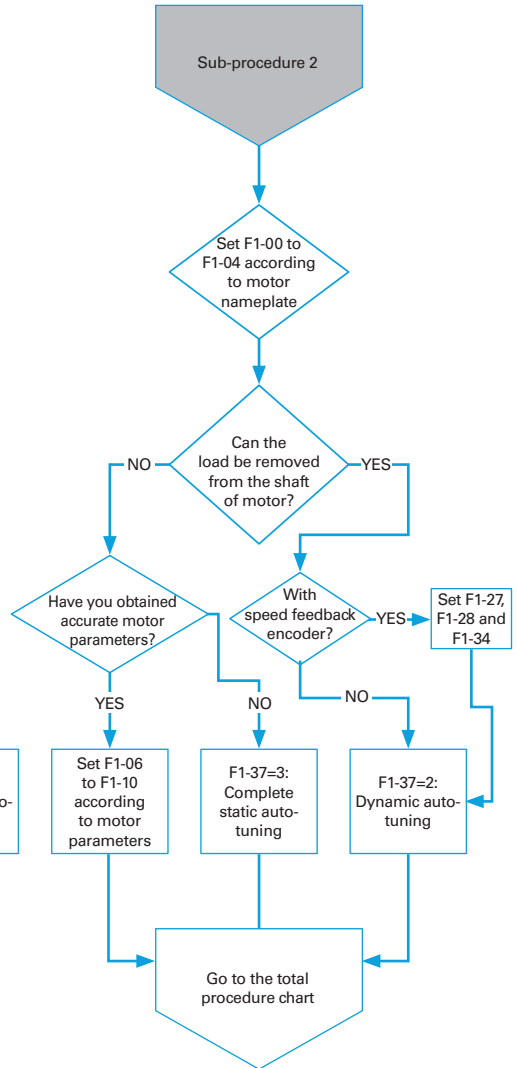 Sub-procedure 2
Set F1-00 to
F1-04 according
to motor
nameplate
Can the
load be removed
from the shaft
of motor?
NO
YES
Have you obtained
accurate motor
parameters?
With
speed feedback
encoder?
YES
Set F1-27,
F1-28 and
F1-34
YES
NO
NO
Set F1-06
to F1-10
according
to motor
parameters
F1-37=3:
Complete
static auto-
tuning
F1-37=2:
Dynamic auto-
tuning
Go to the total
procedure chart